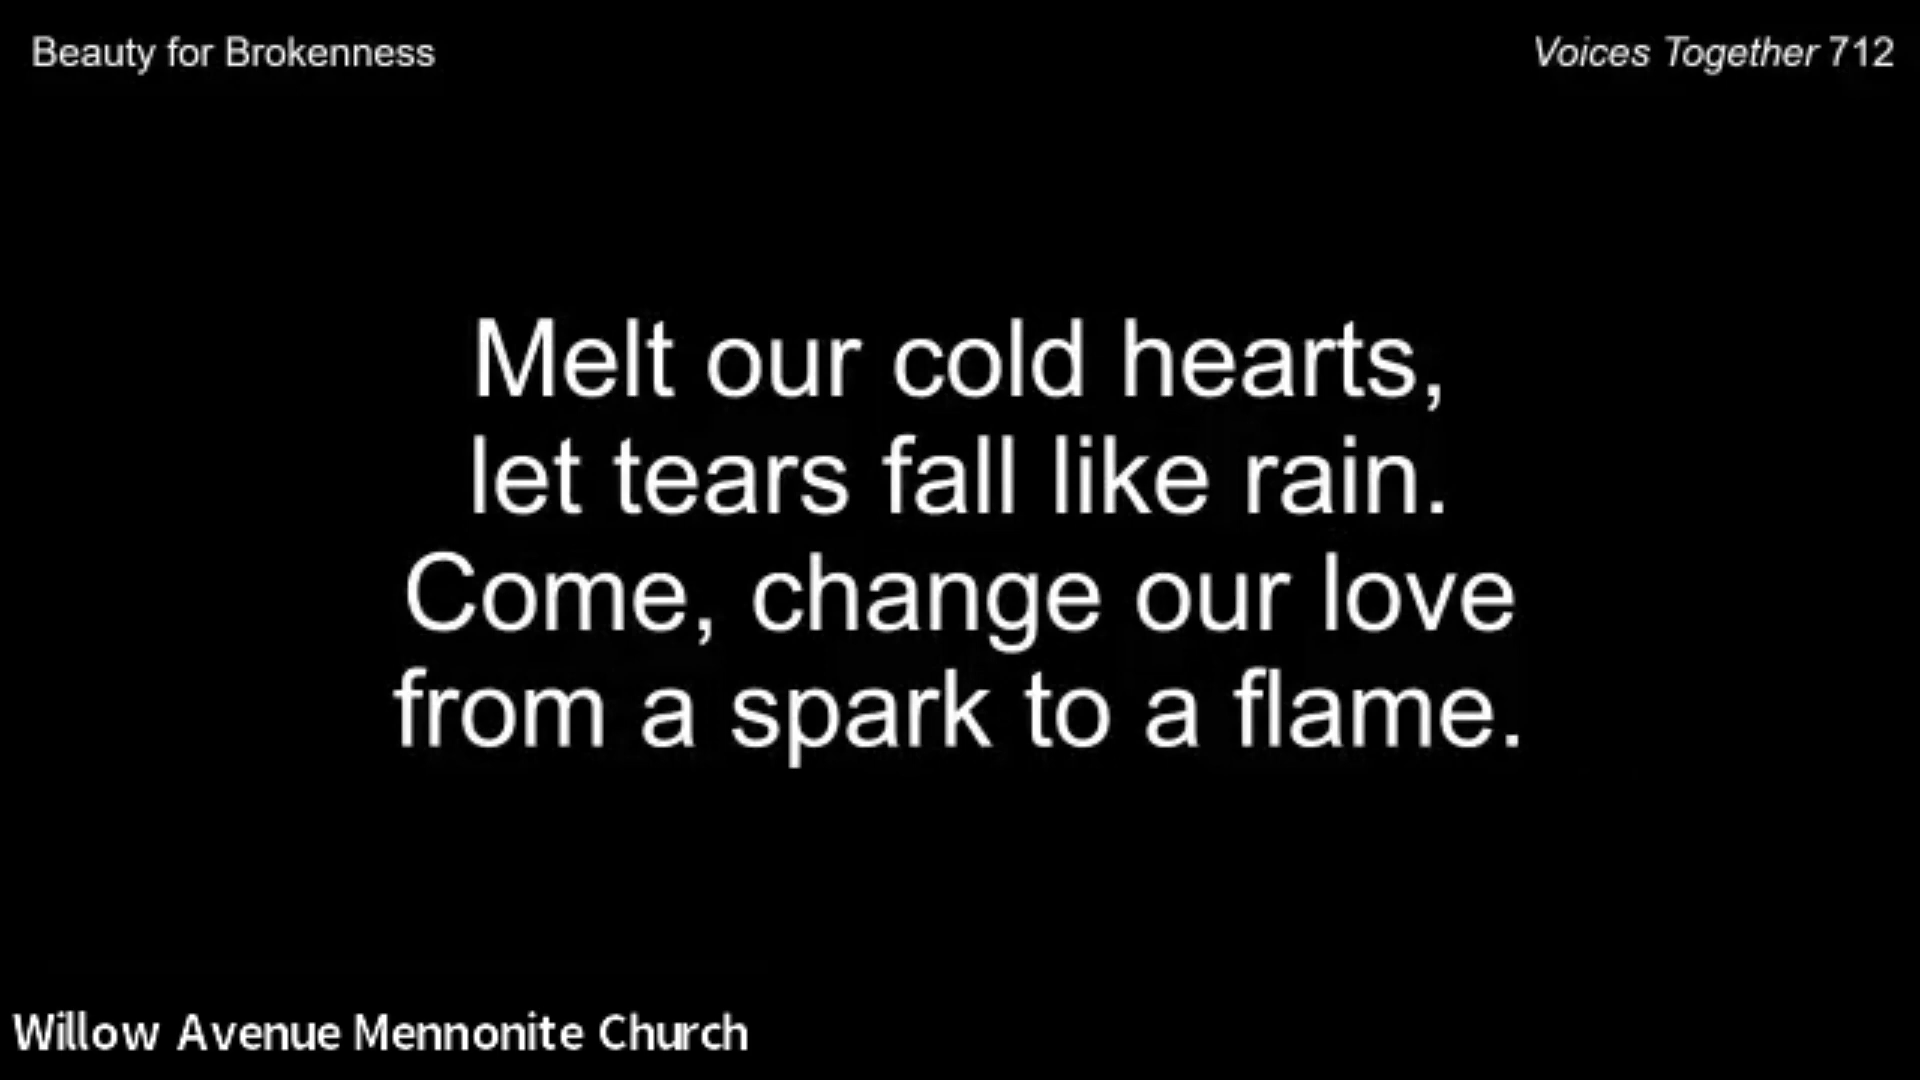 Beauty for Brokenness
Voices Together 712
Melt our cold hearts,
let tears fall like rain.
Come, change our love
from a spark to a flame.
Willow Avenue Mennonite Church